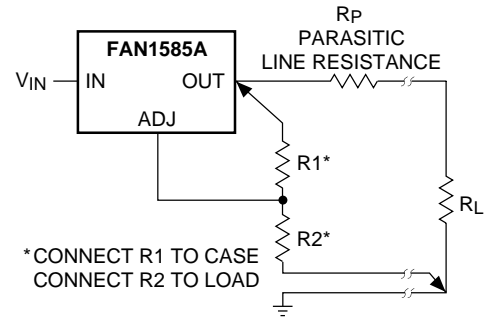 RP
PARASITIC
LINE RESISTANCE
FAN1585A
VIN
IN
OUT
ADJ
R1*
RL
R2*
*CONNECT R1 TO CASE
CONNECT R2 TO LOAD